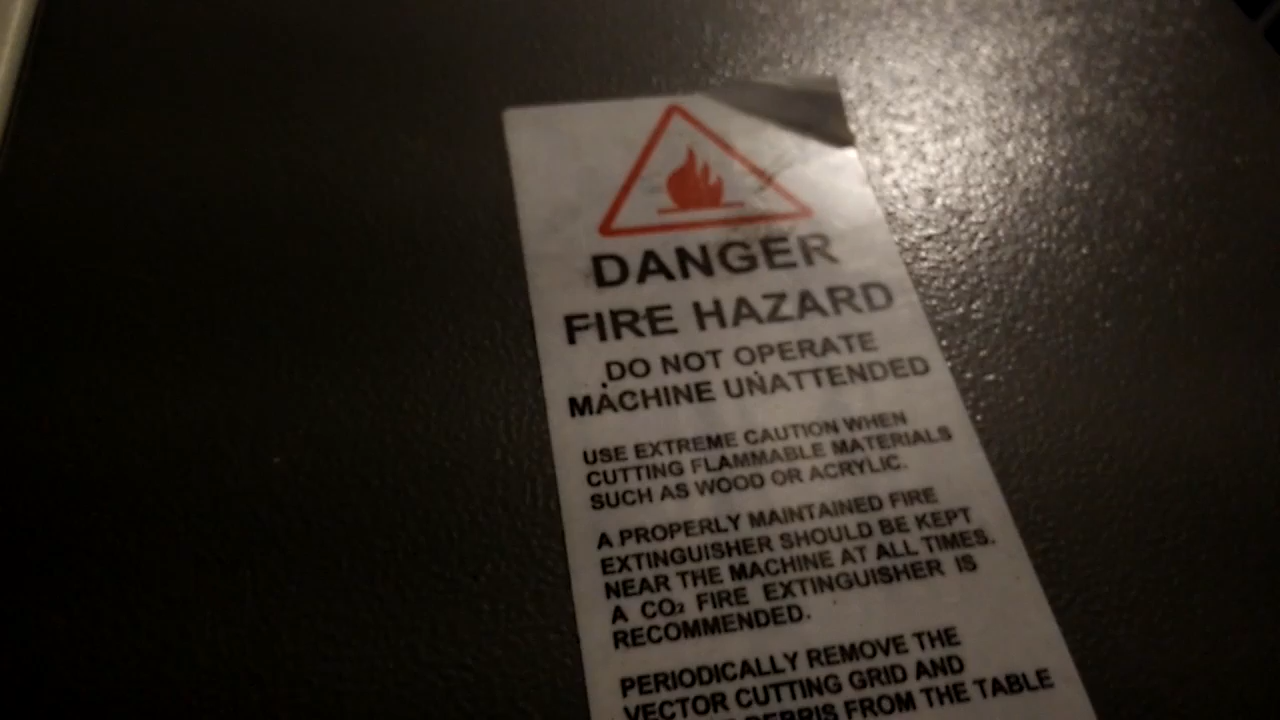 DANGER
FIRE HAZARD
DO NOT OPERATE
MACHINE UNATTENDED
USE EXTREME CAUTION WHEN
CUTTING FLAMMABLE MATERIALS
SUCH AS WOOD OR ACRYLIC.
A PROPERLY MAINTAINED FIRE
EXTINGUISHER SHOULD BE KEPT
NEAR THE MACHINE AT ALL TIMES.
A CO₂ FIRE EXTINGUISHER IS
RECOMMENDED.
PERIODICALLY REMOVE THE
VECTOR CUTTING GRID AND
DEBRIS FROM THE TABLE